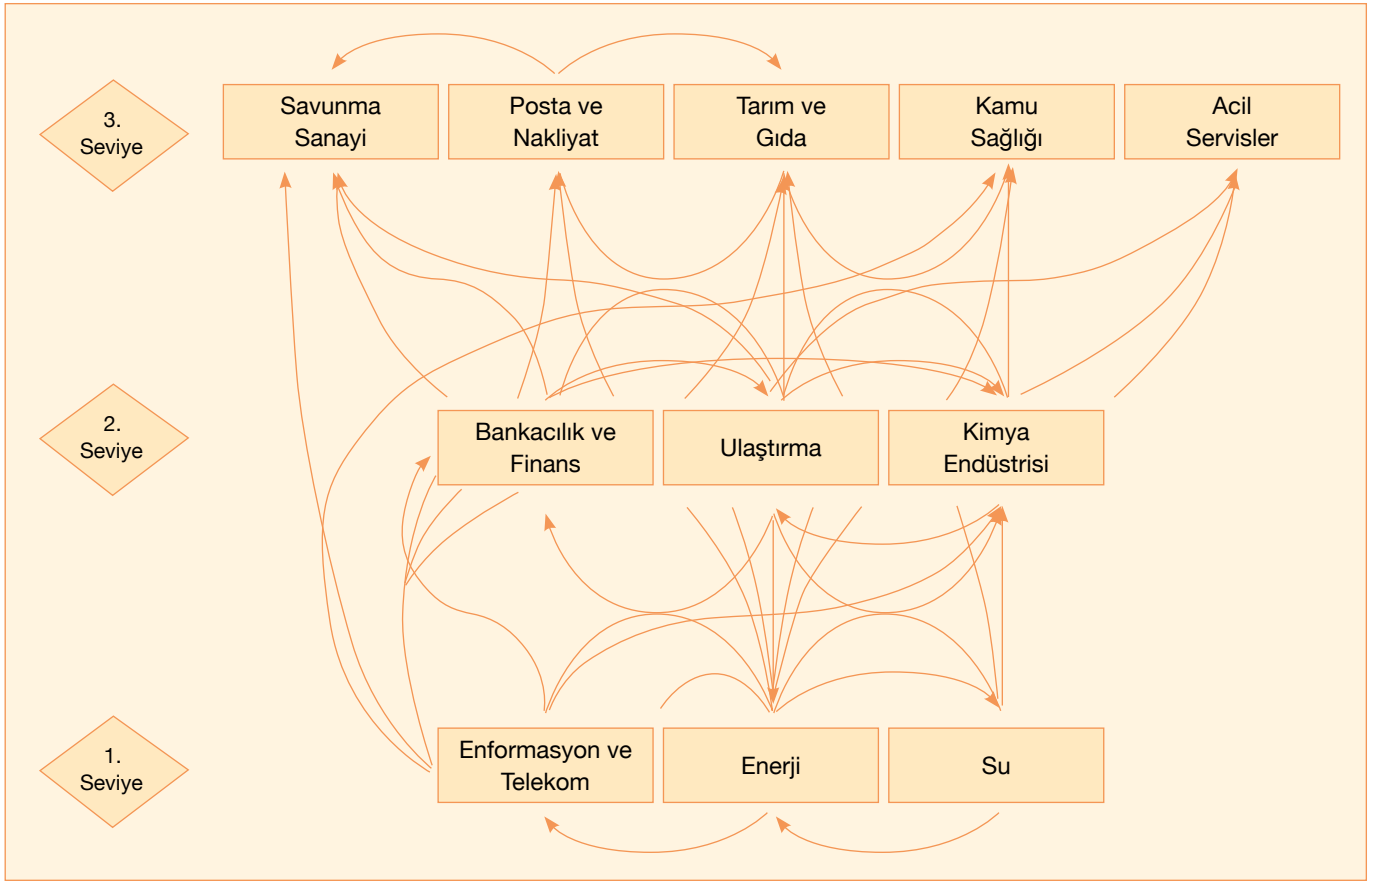 3.
Seviye
Savunma
Sanayi
Posta ve
Nakliyat
Tarım ve
Gıda
Kamu
Sağlığı
Acil
Servisler
2.
Seviye
Bankacılık ve
Finans
Ulaştırma
Kimya
Endüstrisi
1.
Seviye
Enformasyon ve
Telekom
Enerji
Su